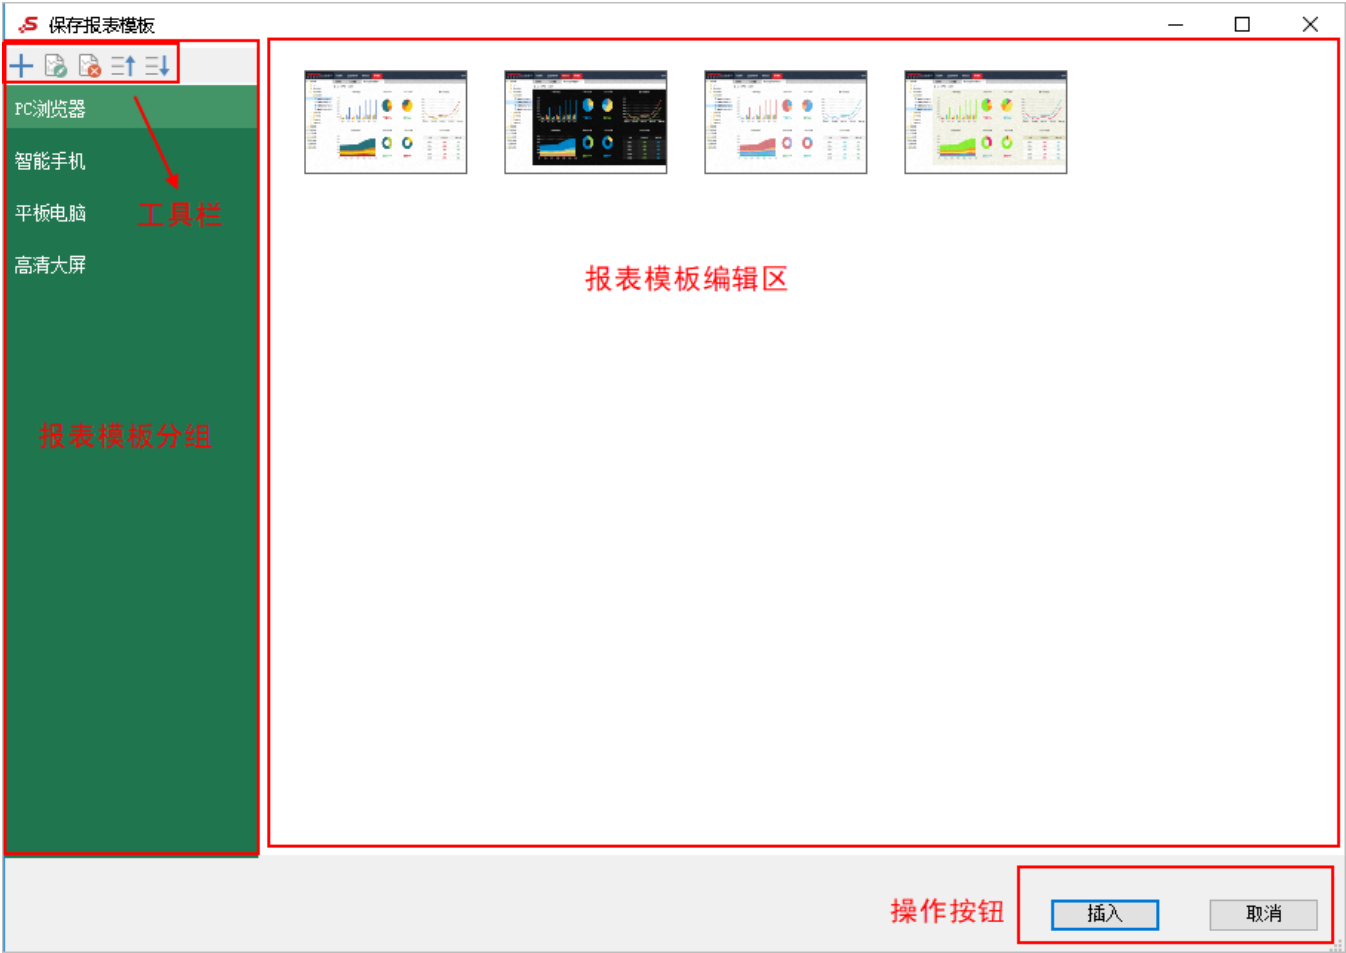 保存报表模板
PC浏览器
智能手机
平板电脑
工具栏
高清大屏
报表模板编辑区
报表模板分组
操作按钮
插入
取消